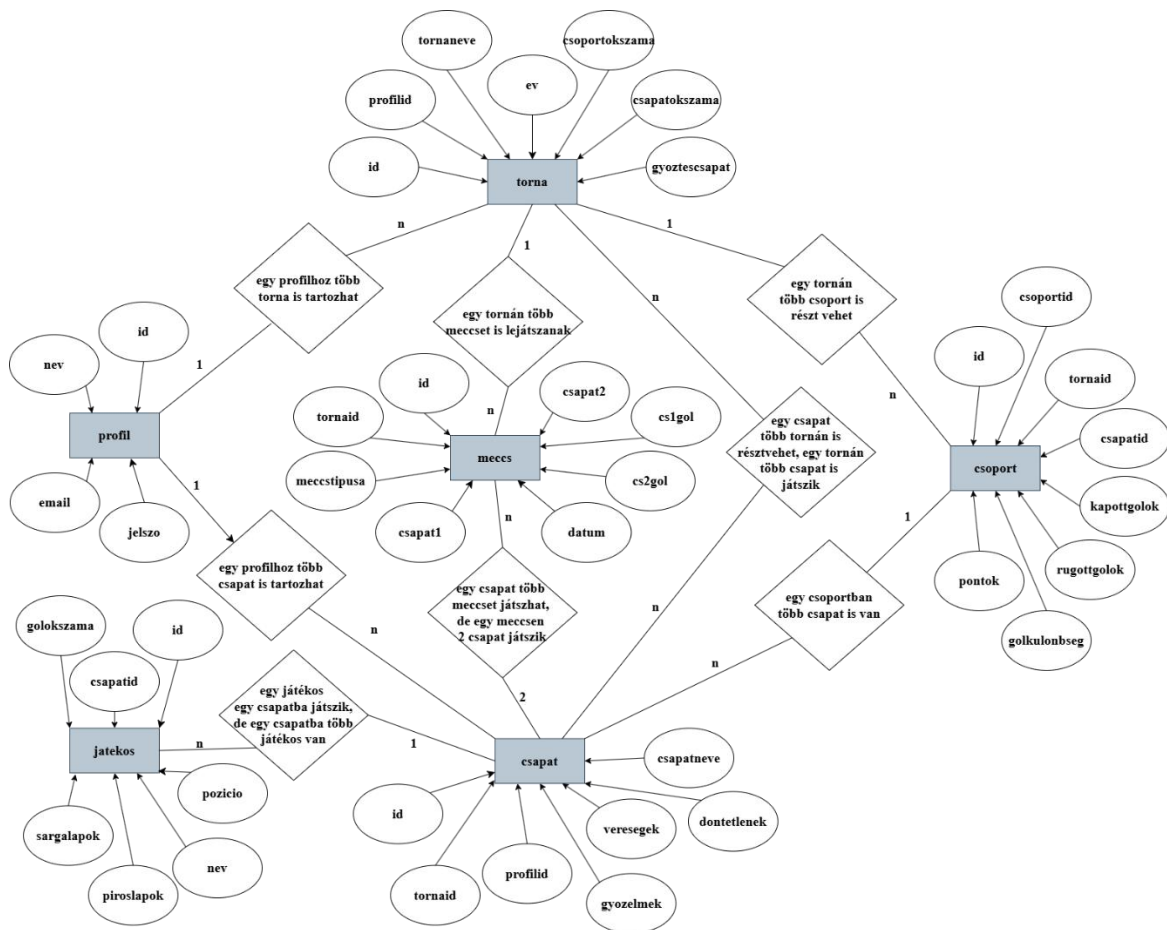 tornaneve
csoportokszama
ev
profilid
csapatokszama
id
gyoztescsapat
torna
n
1
1
n
egy profilhoz több
torna is tartozhat
egy tornán több
meccset is lejátszanak
egy tornán
több csoport is
részt vehet
csoportid
id
nev
1
id
csapat2
id
tornaid
tornaid
n
n
cs1gol
profil
meccs
egy csapat
több tornán is
résztvehet, egy tornán
több csapat is
játszik
csapatid
csoport
meccstipusa
cs2gol
email
jelszo
1
csapat1
n
datum
1
kapottgolok
egy profilhoz több
csapat is tartozhat
egy csapat több
meccset játszhat,
de egy meccsen
2 csapat játszik
n
egy csoportban
több csapat is van
pontok
rugottgolok
golkulonbseg
golokszama
id
n
csapatid
n
2
egy játékos
egy csapatba játszik,
de egy csapatba több
játékos van
jatekos
n
1
csapat
csapatneve
pozicio
id
veresegek
dontetlenek
sargalapok
nev
piroslapok
tornaid
profilid
gyozelmek